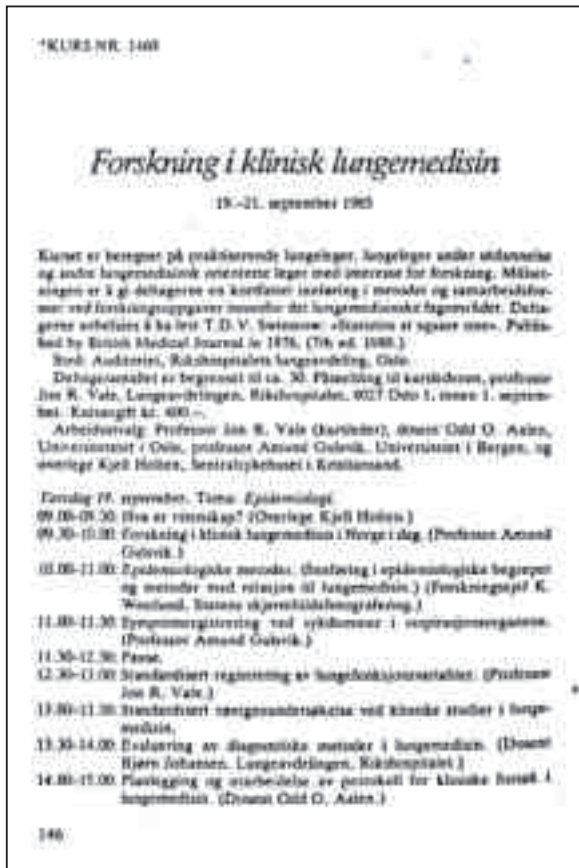 *KURS NR. 1460
Forskning i klinisk lungemedisin
19.–21. september 1985
Kurset er beregnet på praktiserende lungeleger, lungeleger under utdannelse
og andre lungemedisinsk orienterte leger med interesse for forskning. Målset-
ningen er å gi deltagerne en kortfattet innføring i metoder og samarbeidsfor-
mer ved forskningsoppgaver innenfor det lungemedisinske fagområdet. Delta-
gerne anbefales å ha lest T.D.V. Swinscow: «Statistics at square one». Publis-
hed by British Medical Journal in 1976, (7th ed. 1980.)
Sted: Auditoriet, Rikshospitalets lungeavdeling, Oslo.
Deltagerantallet er begrenset til ca. 30. Påmelding til kurslederen, professor
Jon R. Vale, Lungeavdelingen, Rikshospitalet, 0027 Oslo 1, innen 1. septem-
ber. Kursavgift kr. 600.–.
Arbeidsutvalg: Professor Jon R. Vale (kursleder), dosent Odd O. Aalen,
Universitetet i Oslo, professor Amund Gulsvik, Universitetet i Bergen, og
overlege Kjell Holten, Sentralsykehuset i Kristiansand.
Torsdag 19. september. Tema: Epidemiologi
09.00–09.30: Hva er vitenskap? (Overlege Kjell Holten.)
09.30–10.00: Forskning i klinisk lungemedisin i Norge i dag. (Professor Amund
Gulsvik.)
10.00–11.00: Epidemiologiske metoder. (Innføring i epidemiologiske begreper
og metoder med relasjon til lungemedisin.) (Forskningssjef K.
Westlund, Statens skjermbildefotografering.)
11.00–11.30: Symptomregistrering ved sykdommer i respirasjonsorganene.
(Professor Amund Gulsvik.)
11.30–12.30: Pause.
12.30–13.00: Standardisert registrering av lungefunksjonsvariabler. (Professor
Jon R. Vale.)
13.00–13.30: Standardisert røntgenundersøkelse ved kliniske studier i lunge-
medisin.
13.30–14.00: Evaluering av diagnostiske metoder i lungemedisin. (Dosent
Bjørn Johansen, Lungeavdelingen, Rikshospitalet.)
14.00–15.00: Planlegging og utarbeidelse av protokoll for kliniske forsøk i
lungemedisin. (Dosent Odd O. Aalen.)
146